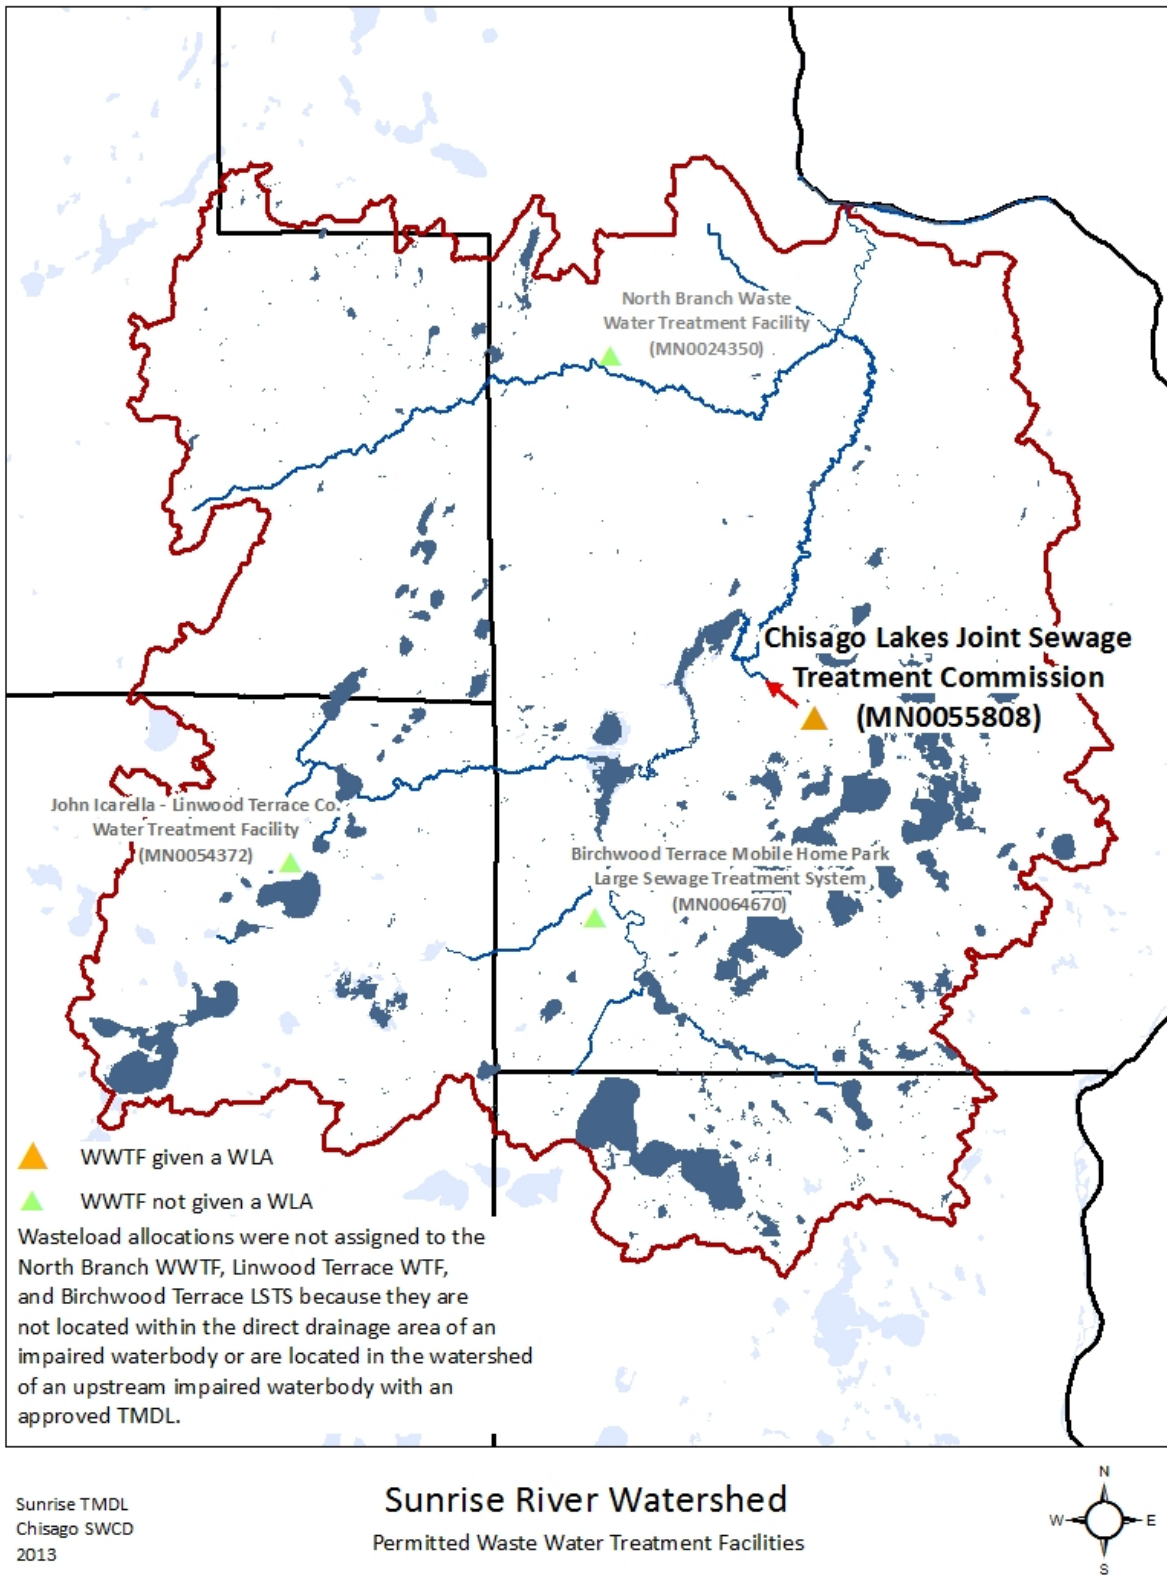 North Branch Waste
Water Treatment Facility
(MN0024350)
Chisago Lakes Joint Sewage
Treatment Commission
(MN0055808)
John Icarella - Linwood Terrace Co.
Water Treatment Facility
(MN0054372)
Birchwood Terrace Mobile Home Park
Large Sewage Treatment System
(MN0064670)
WWTF given a WLA
WWTF not given a WLA
Wasteload allocations were not assigned to the
North Branch WWTF, Linwood Terrace WTF,
and Birchwood Terrace LSTS because they are
not located within the direct drainage area of an
impaired waterbody or are located in the watershed
of an upstream impaired waterbody with an
approved TMDL.
Sunrise TMDL
Chisago SWCD
2013
Sunrise River Watershed
Permitted Waste Water Treatment Facilities
N
W E
S